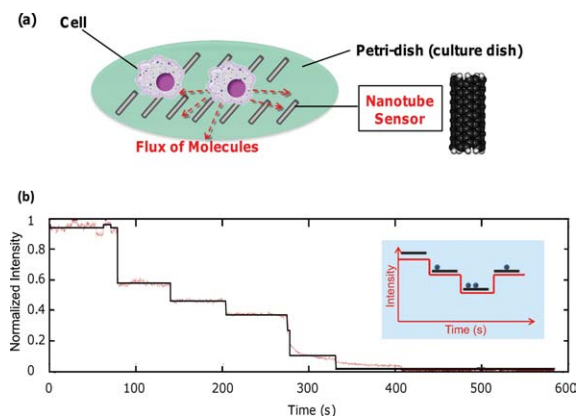 (a)
Cell
Petri-dish (culture dish)
Nanotube
Sensor
Flux of Molecules
(b)
Normalized Intensity
1
0.8
0.6
0.4
0.2
0
0
100
200
300
400
500
600
Time (s)
Intensity
Time (s)